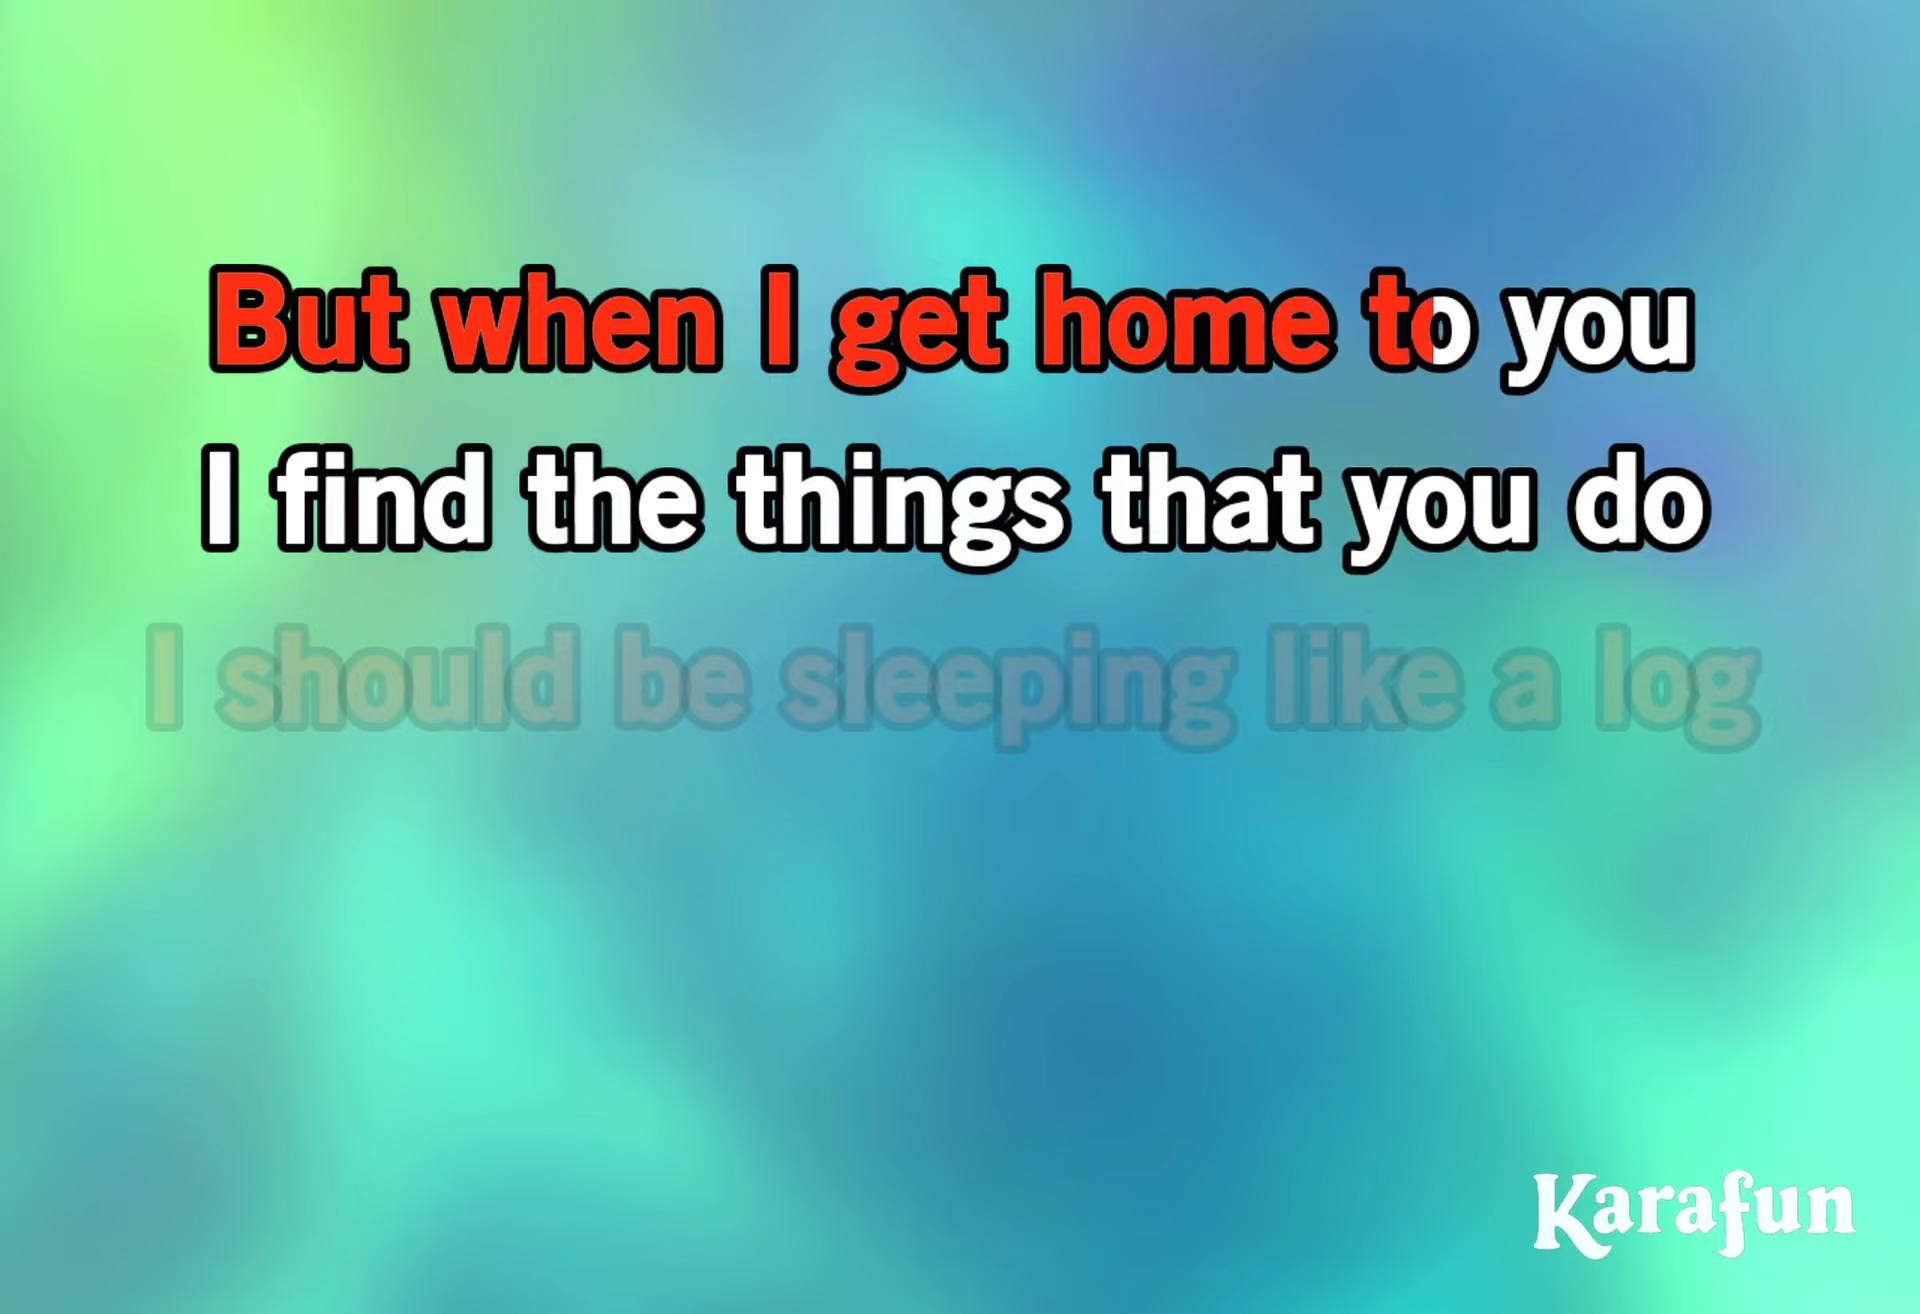 But when I get home to you
I find the things that you do
I should be sleeping like a log
Karafun